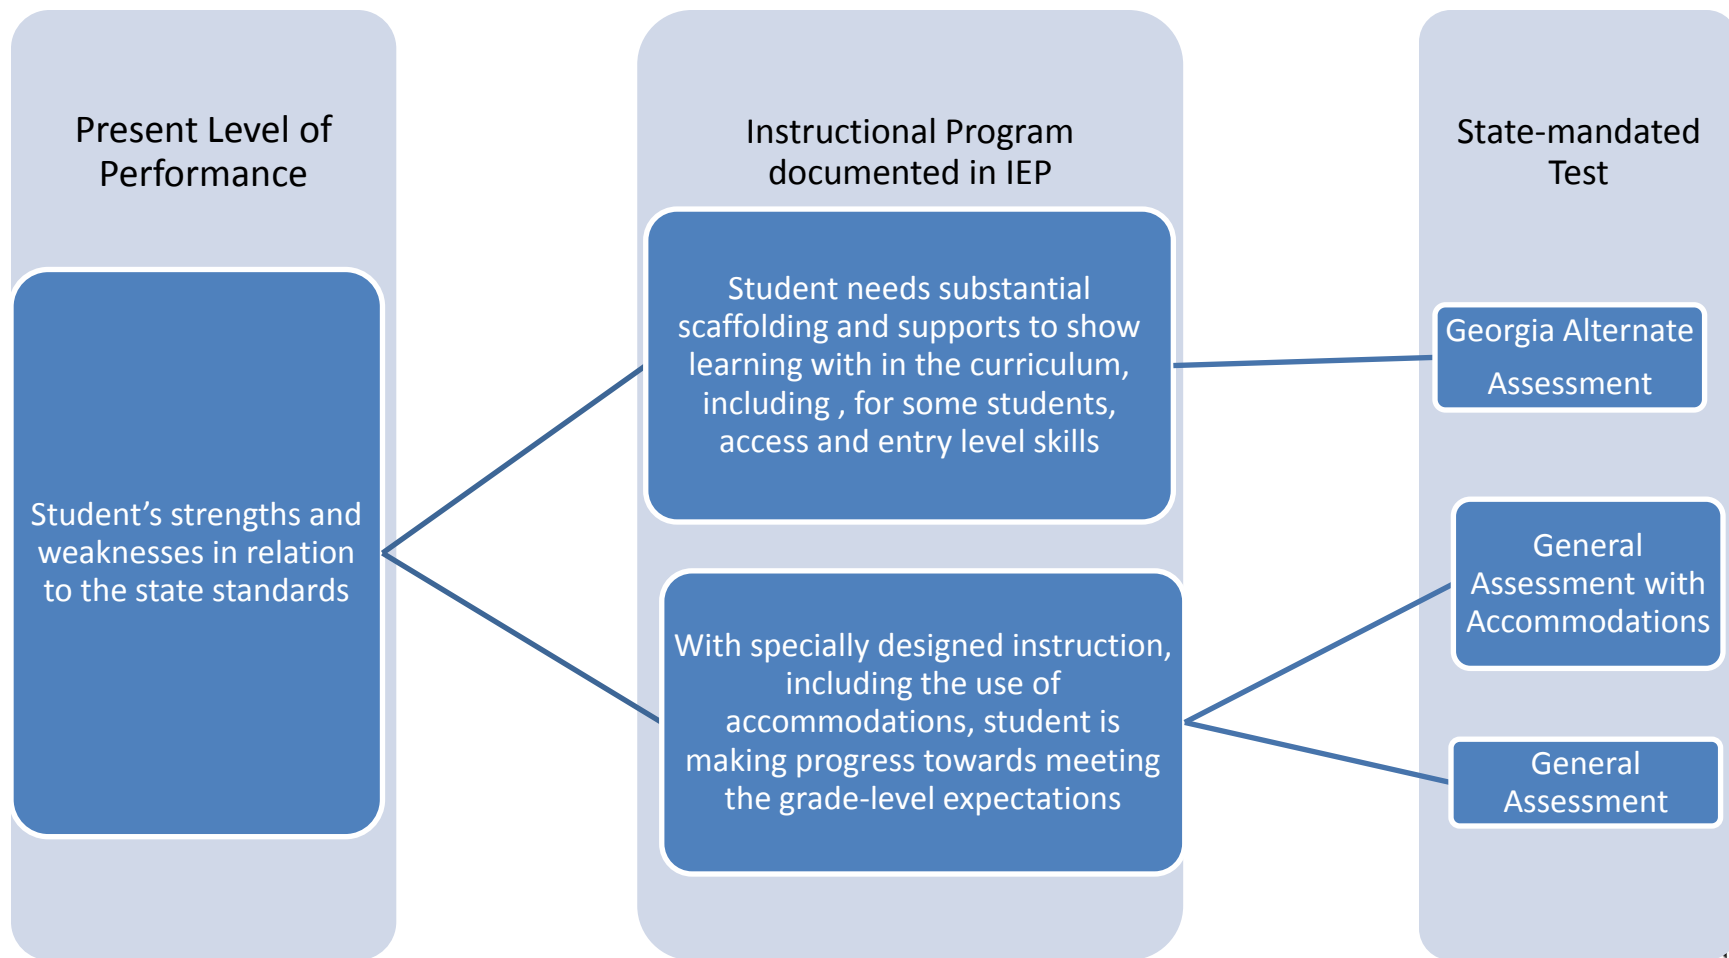 Present Level of
Performance
Student’s strengths and
weaknesses in relation
to the state standards
Instructional Program
documented in IEP
Student needs substantial
scaffolding and supports to show
learning with in the curriculum,
including , for some students,
access and entry level skills
With specially designed instruction,
including the use of
accommodations, student is
making progress towards meeting
the grade-level expectations
State-mandated
Test
Georgia Alternate
Assessment
General
Assessment with
Accommodations
General
Assessment